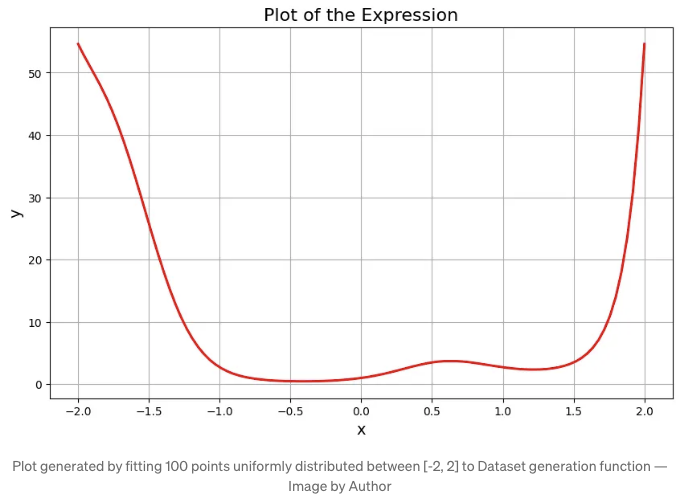 Plot of the Expression
y
50
40
30
20
10
0
−2.0 −1.5 −1.0 −0.5 0.0 0.5 1.0 1.5 2.0
x
Plot generated by fitting 100 points uniformly distributed between [-2, 2] to Dataset generation function —
Image by Author